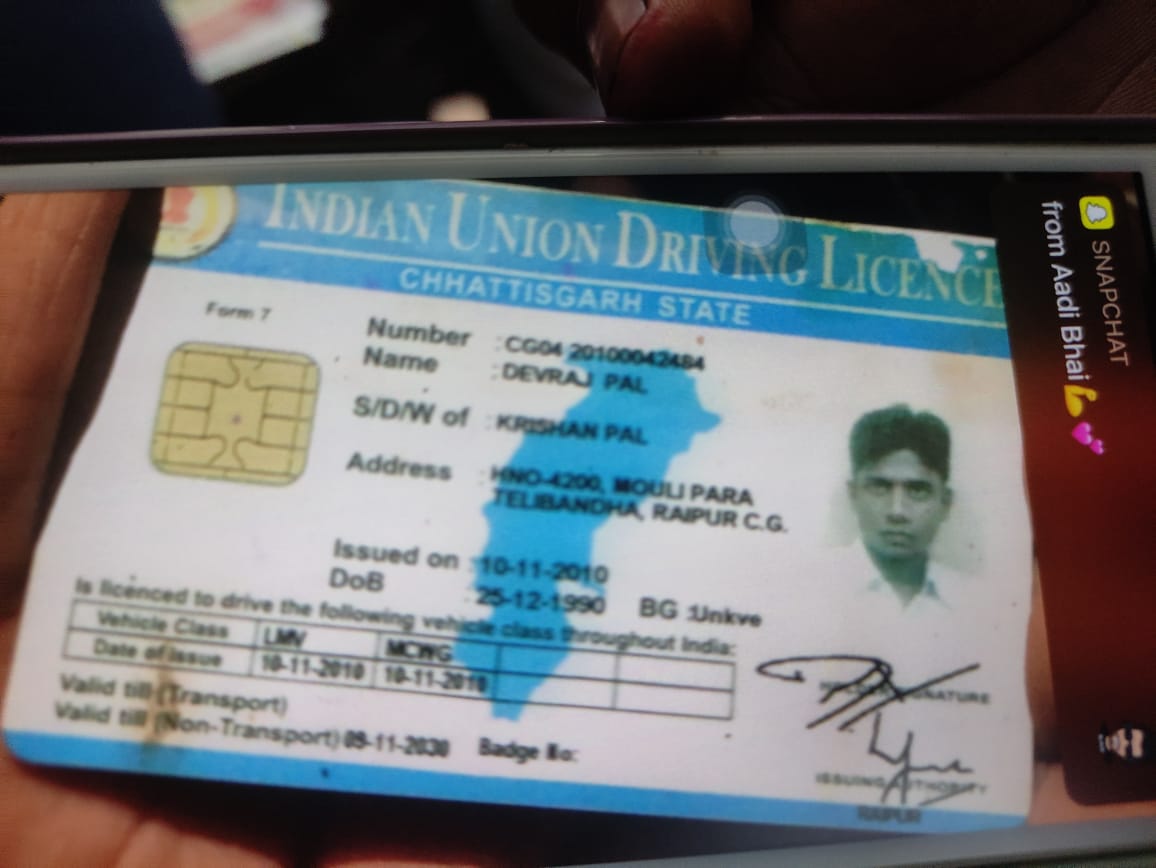 INDIAN UNION DRIVING LICENCE
CHHATTISGARH STATE
Form 7
Number : CG04 20100042484
Name : DEVRAJ PAL
S/D/W of : KRISHAN PAL
Address : HNO-4200, MOULI PARA
TELIBANDHA, RAIPUR C.G.
Issued on : 10-11-2010
DoB : 25-12-1990 BG :Unkve
Is licenced to drive the following vehicle class throughout India:
Vehicle Class LMV MCWG
Date of Issue 10-11-2010 10-11-2010
Valid till (Transport)
Valid till (Non-Transport) 09-11-2030 Badge No:
SIGNATURE
ISSUING AUTHORITY
RAIPUR
SNAPCHAT
from Aadi Bhai💪💕